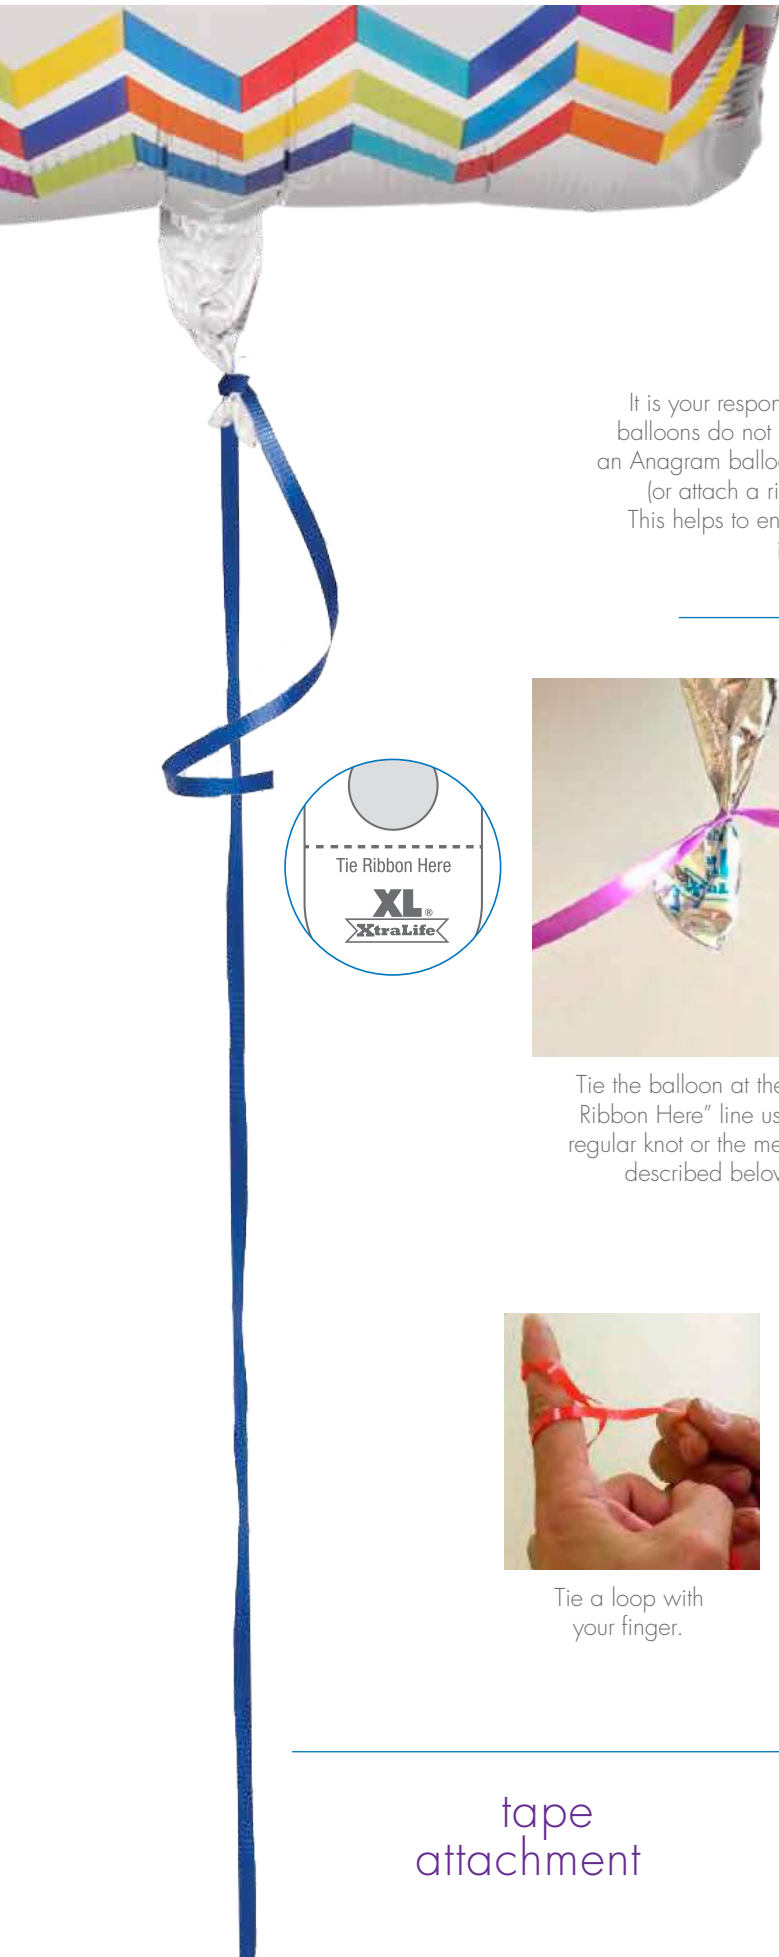 It is your respon
balloons do not
an Anagram balloo
(or attach a ri
This helps to en
i
Tie Ribbon Here
XL®
XtraLife
Tie the balloon at the
Ribbon Here” line us
regular knot or the me
described belov
Tie a loop with
your finger.
tape
attachment